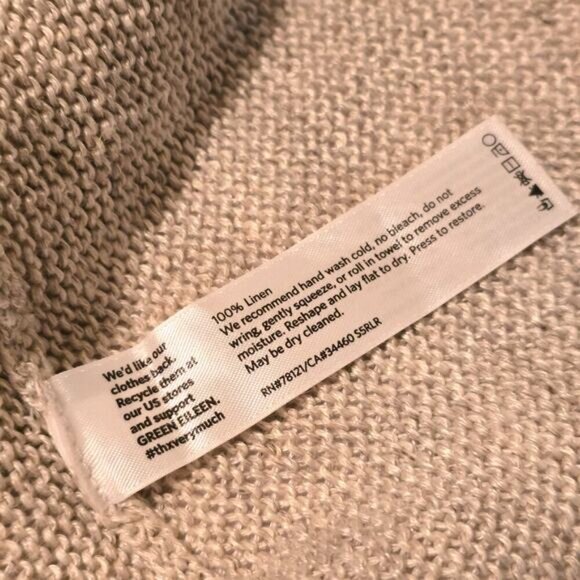 We'd like our
clothes back.
Recycle them at
our US stores
and support
GREEN EILEEN.
#thxverymuch
100% Linen
We recommend hand wash cold, no bleach, do not
wring, gently squeeze, or roll in towel to remove excess
moisture. Reshape and lay flat to dry. Press to restore.
May be dry cleaned.
RN#78121/CA#34460 SSRLR